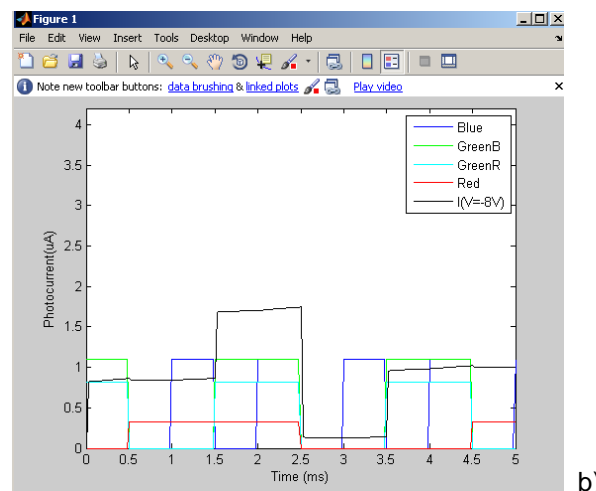 Figure 1
File Edit View Insert Tools Desktop Window Help
Note new toolbar buttons: data brushing & linked plots Play video
Blue
GreenB
GreenR
Red
I(V=-8V)
4
3.5
3
2.5
2
1.5
1
0.5
0
Photocurrent(uA)
0 0.5 1 1.5 2 2.5 3 3.5 4 4.5 5
Time (ms)